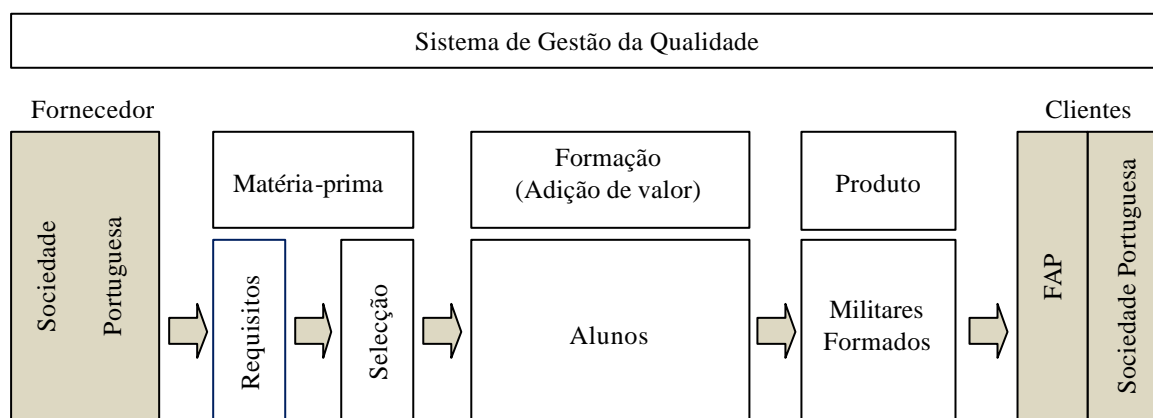 Sistema de Gestão da Qualidade
Fornecedor
Clientes
Sociedade
Portuguesa
Matéria-prima
Formação
(Adição de valor)
Produto
Requisitos
Selecção
Alunos
Militares
Formados
FAP
Sociedade Portuguesa